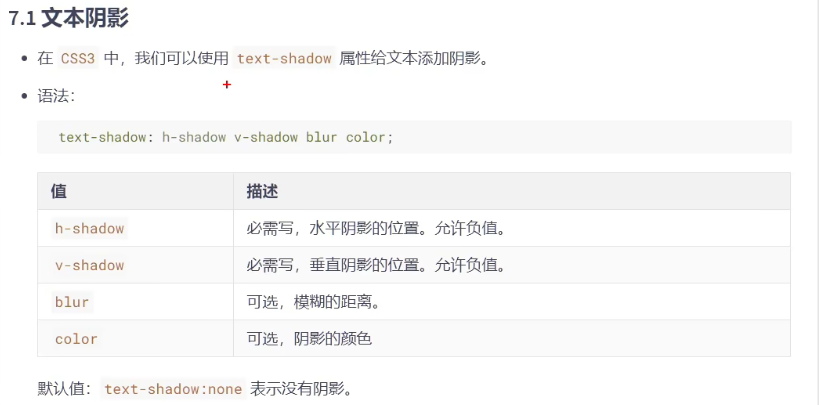 7.1 文本阴影
在 CSS3 中，我们可以使用 text-shadow 属性给文本添加阴影。
语法：
text-shadow: h-shadow v-shadow blur color;
值 描述
h-shadow 必需写，水平阴影的位置。允许负值。
v-shadow 必需写，垂直阴影的位置。允许负值。
blur 可选，模糊的距离。
color 可选，阴影的颜色
默认值：text-shadow:none 表示没有阴影。